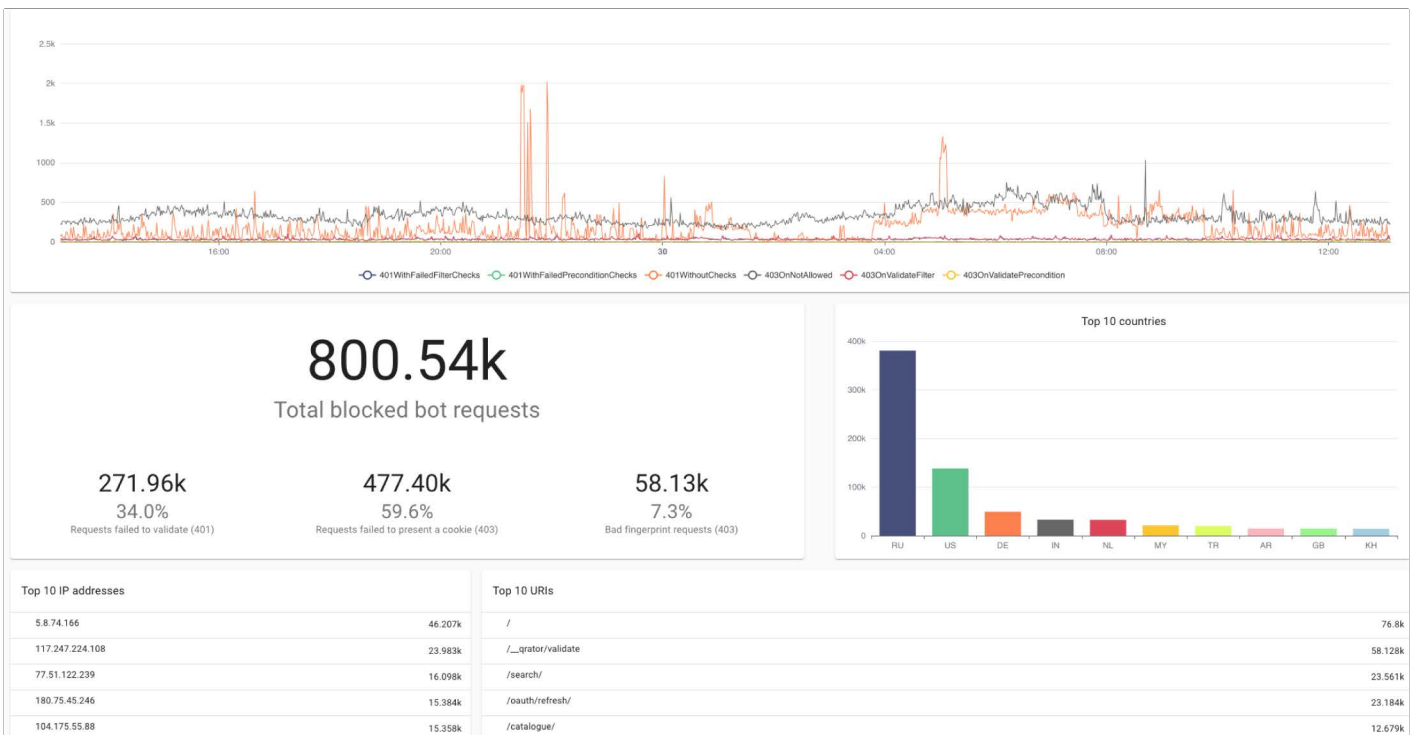 2.5k
2k
1.5k
1000
500
0
16:00 20:00 30 04:00 08:00 12:00
401WithFailedFilterChecks 401WithFailedPreconditionChecks 401WithoutChecks 403OnNotAllowed 403OnValidateFilter 403OnValidatePrecondition
800.54k
Total blocked bot requests
271.96k 477.40k 58.13k
34.0% 59.6% 7.3%
Requests failed to validate (401) Requests failed to present a cookie (403) Bad fingerprint requests (403)
Top 10 countries
400k
300k
200k
100k
0
RU US DE IN NL MY TR AR GB KH
Top 10 IP addresses
5.8.74.166 46.207k
117.247.224.108 23.983k
77.51.122.239 16.098k
180.75.45.246 15.384k
104.175.55.88 15.358k
Top 10 URIs
/ 76.8k
/__qrator/validate 58.128k
/search/ 23.561k
/oauth/refresh/ 23.184k
/catalogue/ 12.679k